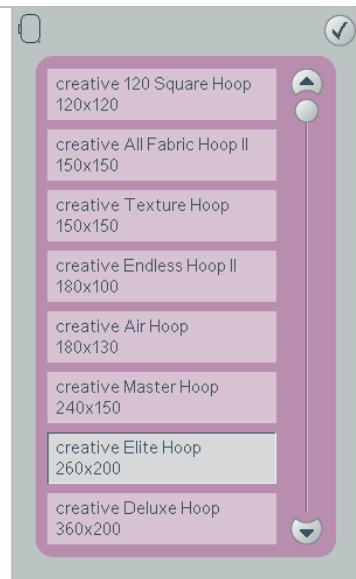 creative 120 Square Hoop
120x120
creative All Fabric Hoop II
150x150
creative Texture Hoop
150x150
creative Endless Hoop II
180x100
creative Air Hoop
180x130
creative Master Hoop
240x150
creative Elite Hoop
260x200
creative Deluxe Hoop
360x200